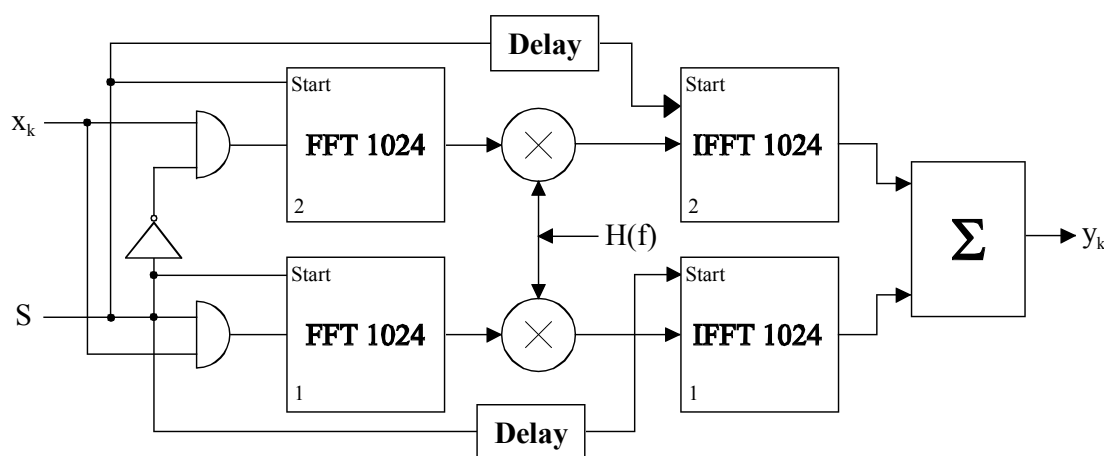 Delay
Start
Start
x_k
FFT 1024
IFFT 1024
2
2
H(f)
Σ
y_k
Start
Start
S
FFT 1024
IFFT 1024
1
1
Delay